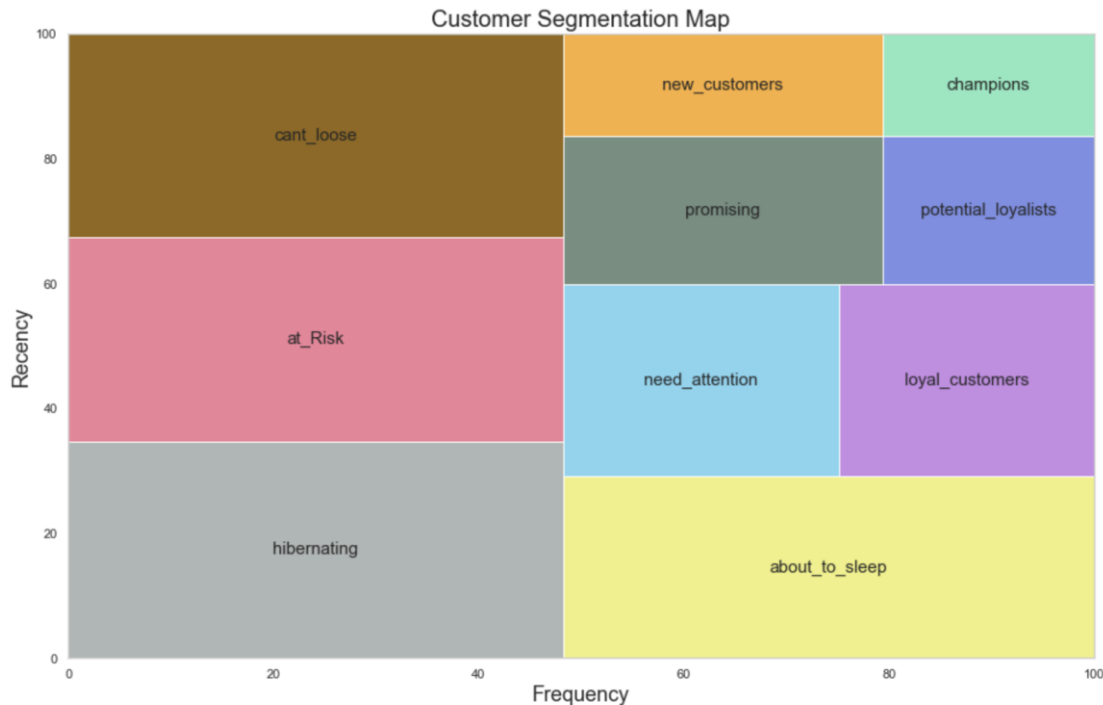 Customer Segmentation Map
100
80
60
40
20
0
Recency
cant_loose
new_customers
champions
promising
potential_loyalists
at_Risk
need_attention
loyal_customers
hibernating
about_to_sleep
0
20
40
60
80
100
Frequency